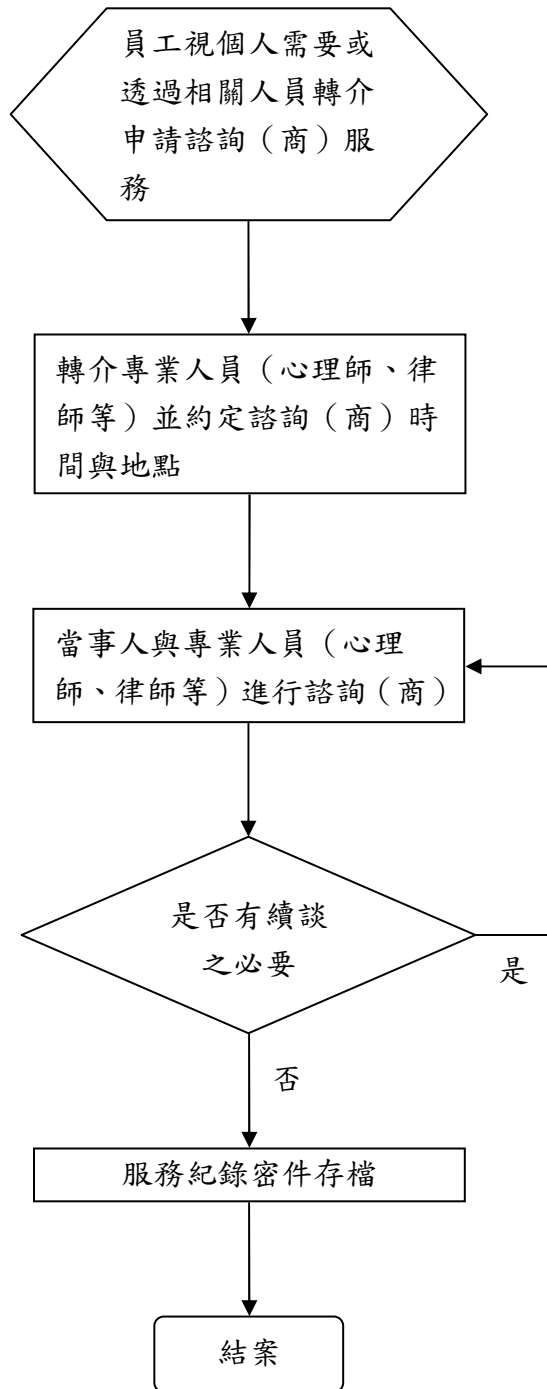 員工視個人需要或
透過相關人員轉介
申請諮詢（商）服
務
轉介專業人員（心理師、律
師等）並約定諮詢（商）時
間與地點
當事人與專業人員（心理
師、律師等）進行諮詢（商）
是否有續談
之必要
是
否
服務紀錄密件存檔
結案